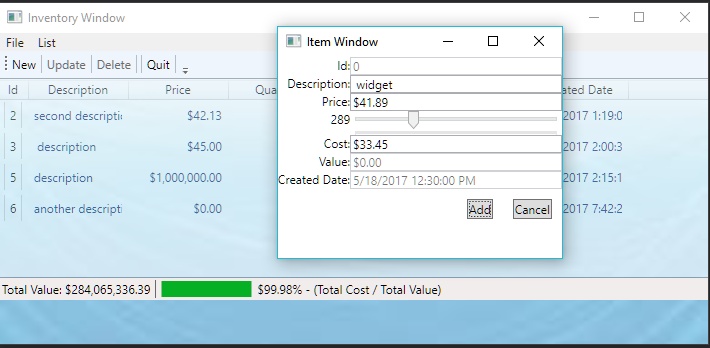 Inventory Window
File List
New Update Delete Quit
Id Description Price Qua ated Date
2 second descripti $42.13 2017 1:19:0
3 description $45.00 2017 2:00:3
5 description $1,000,000.00 2017 2:15:1
6 another descripti $0.00 2017 7:42:2
Total Value: $284,065,336.39 $99.98% - (Total Cost / Total Value)
Item Window
Id: 0
Description: widget
Price: $41.89
289
Cost: $33.45
Value: $0.00
Created Date: 5/18/2017 12:30:00 PM
Add Cancel